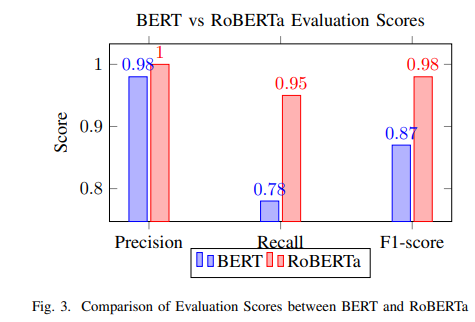 BERT vs RoBERTa Evaluation Scores
1
0.98
1
0.98
0.95
0.9
0.87
0.78
0.8
Score
Precision
Recall
F1-score
BERT
RoBERTa
Fig. 3. Comparison of Evaluation Scores between BERT and RoBERTa